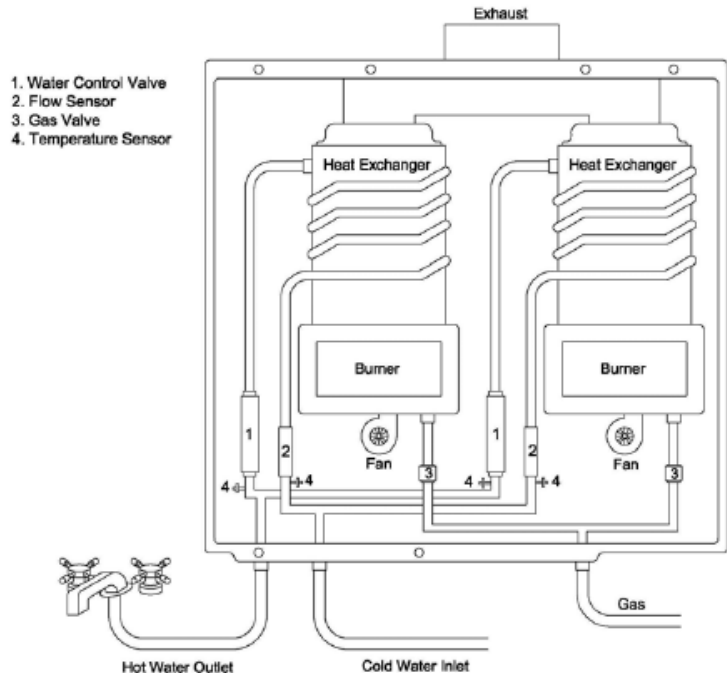 Exhaust
1. Water Control Valve
2. Flow Sensor
3. Gas Valve
4. Temperature Sensor
Heat Exchanger Heat Exchanger
Burner Burner
1 2 1 2
Fan 3 Fan 3
4 4 4 4
Gas
Hot Water Outlet Cold Water Inlet